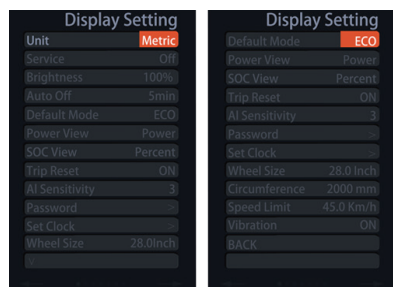 Display Setting
Unit Metric
Service Off
Brightness 100%
Auto Off 5min
Default Mode ECO
Power View Power
SOC View Percent
Trip Reset ON
AI Sensitivity 3
Password >
Set Clock >
Wheel Size 28.0inch
v
Display Setting
Default Mode ECO
Power View Power
SOC View Percent
Trip Reset ON
AI Sensitivity 3
Password >
Set Clock >
Wheel Size 28.0 Inch
Circumference 2000 mm
Speed Limit 45.0 Km/h
Vibration ON
BACK